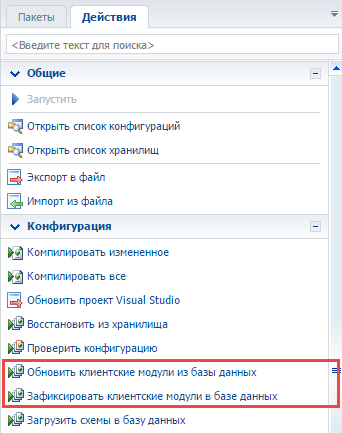 Пакеты Действия
<Введите текст для поиска>
Общие
Запустить
Открыть список конфигураций
Открыть список хранилищ
Экспорт в файл
Импорт из файла
Конфигурация
Компилировать измененное
Компилировать все
Обновить проект Visual Studio
Восстановить из хранилища
Проверить конфигурацию
Обновить клиентские модули из базы данных
Зафиксировать клиентские модули в базе данных
Загрузить схемы в базу данных